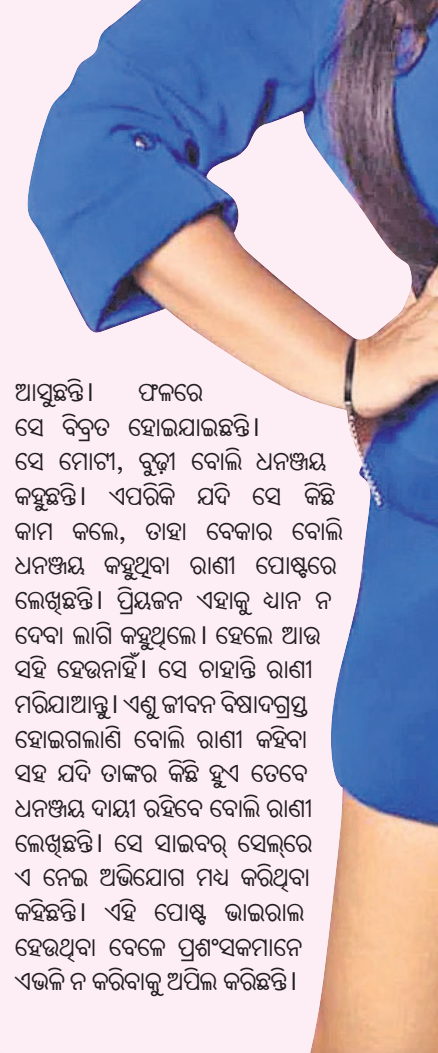 ଆସୁଛନ୍ତି। ଫଳରେ
ସେ ବିବ୍ରତ ହୋଇଯାଇଛନ୍ତି।
ସେ ମୋଟୀ, ବୁଢ଼ୀ ବୋଲି ଧନଞ୍ଜୟ
କହୁଛନ୍ତି। ଏପରିକି ଯଦି ସେ କିଛି
କାମ କଲେ, ତାହା ବେକାର ବୋଲି
ଧନଞ୍ଜୟ କହୁଥିବା ରାଣୀ ପୋଷ୍ଟରେ
ଲେଖିଛନ୍ତି। ପ୍ରିୟଜନ ଏହାକୁ ଧ୍ୟାନ ନ
ଦେବା ଲାଗି କହୁଥିଲେ। ହେଲେ ଆଉ
ସହି ହେଉନାହିଁ। ସେ ଚାହାନ୍ତି ରାଣୀ
ମରିଯାଆନ୍ତୁ। ଏଣୁ ଜୀବନ ବିଷାଦଗ୍ରସ୍ତ
ହୋଇଗଲାଣି ବୋଲି ରାଣୀ କହିବା
ସହ ଯଦି ତାଙ୍କର କିଛି ହୁଏ ତେବେ
ଧନଞ୍ଜୟ ଦାୟୀ ରହିବେ ବୋଲି ରାଣୀ
ଲେଖିଛନ୍ତି। ସେ ସାଇବର୍ ସେଲ୍‌ରେ
ଏ ନେଇ ଅଭିଯୋଗ ମଧ୍ୟ କରିଥିବା
କହିଛନ୍ତି। ଏହି ପୋଷ୍ଟ ଭାଇରାଲ
ହେଉଥିବା ବେଳେ ପ୍ରଶଂସକମାନେ
ଏଭଳି ନ କରିବାକୁ ଅପିଲ କରିଛନ୍ତି।